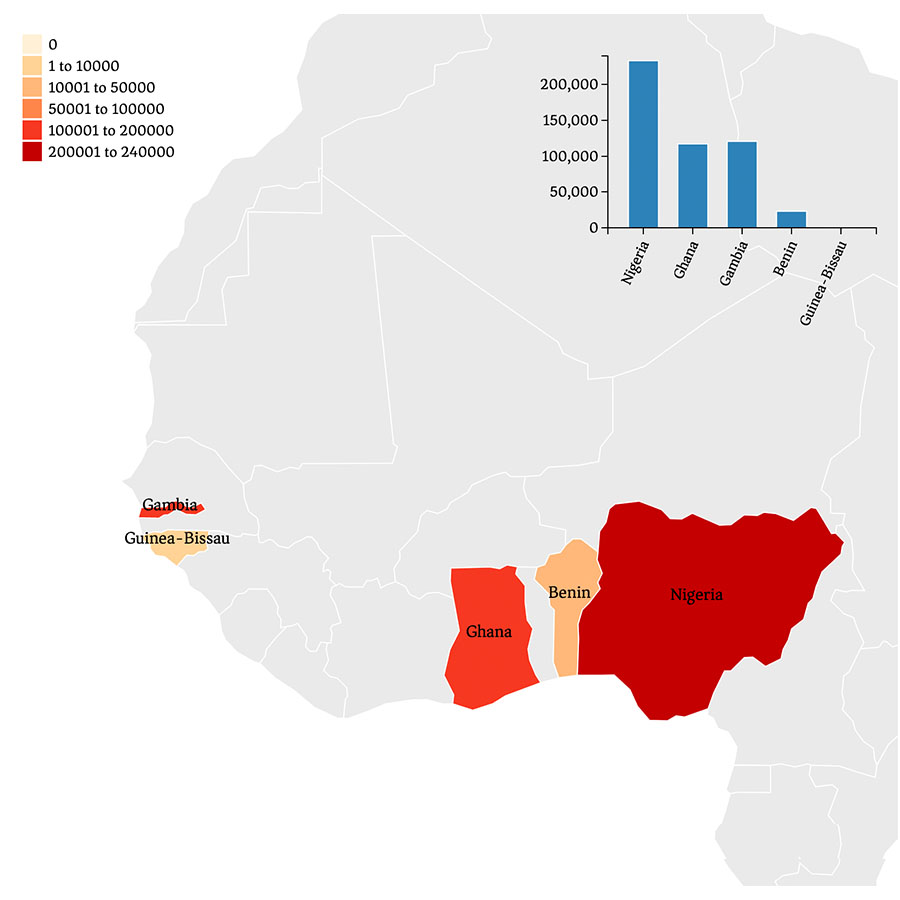 0
1 to 10000
10001 to 50000
50001 to 100000
100001 to 200000
200001 to 240000
200,000
150,000
100,000
50,000
0
Nigeria
Ghana
Gambia
Benin
Guinea-Bissau
Gambia
Guinea-Bissau
Benin
Nigeria
Ghana